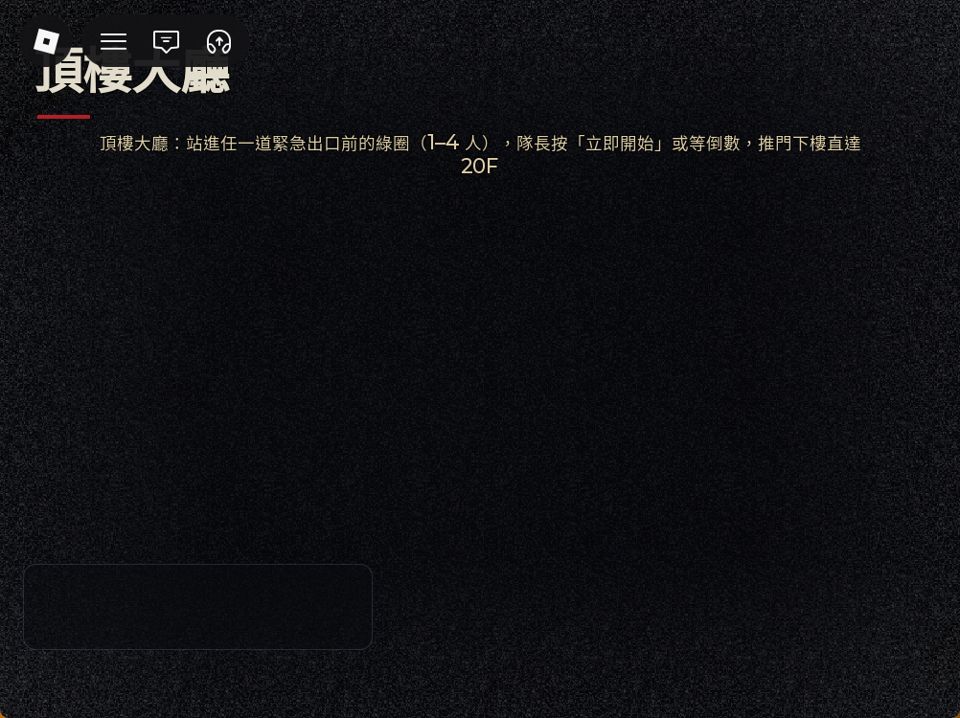 頂樓大廳
頂樓大廳：站進任一道緊急出口前的綠圈（1–4 人），隊長按「立即開始」或等倒數，推門下樓直達
20F